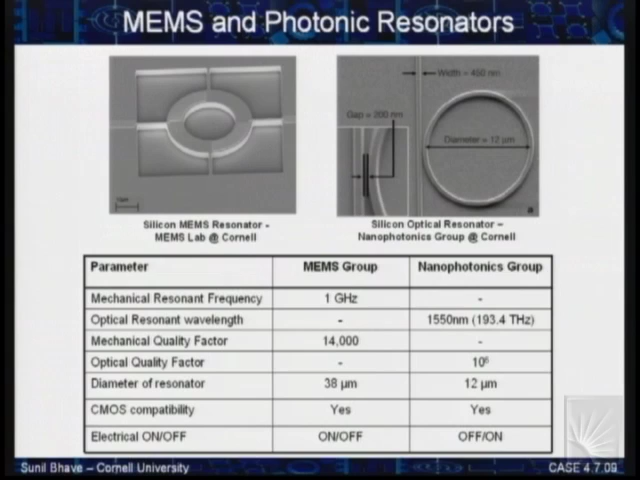 MEMS and Photonic Resonators
Width = 450 nm
Gap = 200 nm
Diameter = 12 µm
a
Silicon MEMS Resonator -
MEMS Lab @ Cornell
Silicon Optical Resonator –
Nanophotonics Group @ Cornell
Parameter MEMS Group Nanophotonics Group
Mechanical Resonant Frequency 1 GHz -
Optical Resonant wavelength - 1550nm (193.4 THz)
Mechanical Quality Factor 14,000 -
Optical Quality Factor - 10⁶
Diameter of resonator 38 µm 12 µm
CMOS compatibility Yes Yes
Electrical ON/OFF ON/OFF OFF/ON
Sunil Bhave – Cornell University
CASE 4.7.09